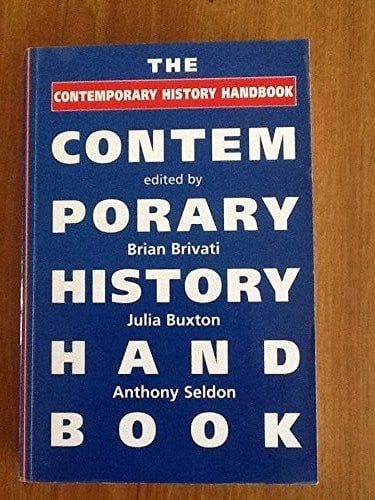 THE
CONTEMPORARY HISTORY HANDBOOK
CONTEM
edited by
PORARY
Brian Brivati
HISTORY
Julia Buxton
HAND
Anthony Seldon
BOOK